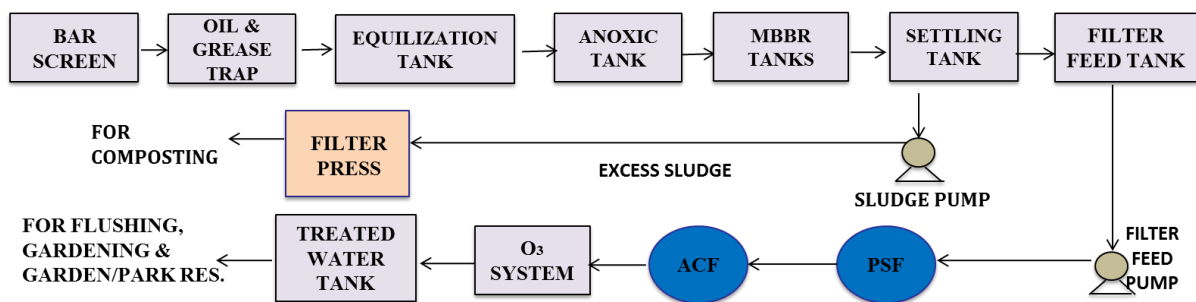 BAR
SCREEN
OIL &
GREASE
TRAP
EQUILIZATION
TANK
ANOXIC
TANK
MBBR
TANKS
SETTLING
TANK
FILTER
FEED TANK
FOR
COMPOSTING
FILTER
PRESS
EXCESS SLUDGE
SLUDGE PUMP
FOR FLUSHING,
GARDENING &
GARDEN/PARK RES.
TREATED
WATER
TANK
O₃
SYSTEM
ACF
PSF
FILTER
FEED
PUMP